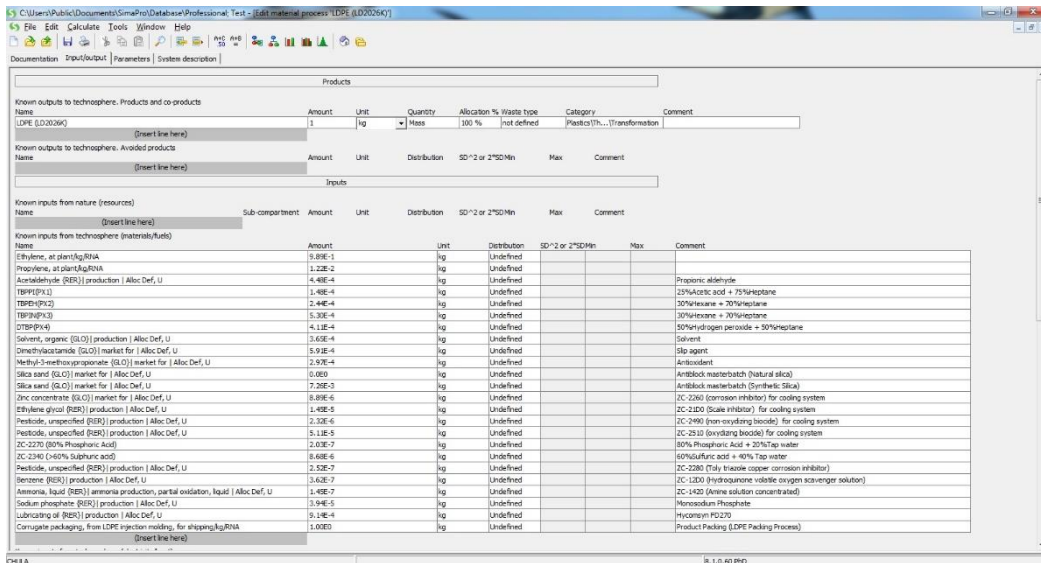 C:\Users\Public\Documents\SimaPro\Database\Professional; Test - [Edit material process 'LDPE (LD2026K)']
File Edit Calculate Tools Window Help
Documentation Input/output Parameters System description
Products
Known outputs to technosphere. Products and co-products
Name Amount Unit Quantity Allocation % Waste type Category Comment
LDPE (LD2026K) 1 kg Mass 100 % not defined Plastics\Th...\Transformation
(Insert line here)
Known outputs to technosphere. Avoided products
Name Amount Unit Distribution SD^2 or 2*SD Min Max Comment
(Insert line here)
Inputs
Known inputs from nature (resources)
Name Sub-compartment Amount Unit Distribution SD^2 or 2*SD Min Max Comment
(Insert line here)
Known inputs from technosphere (materials/fuels)
Name Amount Unit Distribution SD^2 or 2*SD Min Max Comment
Ethylene, at plant/kg/RNA 9.89E-1 kg Undefined
Propylene, at plant/kg/RNA 1.22E-2 kg Undefined
Acetaldehyde {RER}| production | Alloc Def, U 4.48E-4 kg Undefined Propionic aldehyde
TBPPI(PX1) 1.48E-4 kg Undefined 25%Acetic acid + 75%Heptane
TBPEH(PX2) 2.44E-4 kg Undefined 30%Hexane + 70%Heptane
TBPIN(PX3) 5.30E-4 kg Undefined 30%Hexane + 70%Heptane
DTBP(PX4) 4.11E-4 kg Undefined 50%Hydrogen peroxide + 50%Heptane
Solvent, organic {GLO}| production | Alloc Def, U 3.65E-4 kg Undefined Solvent
Dimethylacetamide {GLO}| market for | Alloc Def, U 5.91E-4 kg Undefined Slip agent
Methyl-3-methoxypropionate {GLO}| market for | Alloc Def, U 2.97E-4 kg Undefined Antioxidant
Silica sand {GLO}| market for | Alloc Def, U 0.0E0 kg Undefined Antiblock masterbatch (Natural silica)
Silica sand {GLO}| market for | Alloc Def, U 7.26E-3 kg Undefined Antiblock masterbatch (Synthetic Silica)
Zinc concentrate {GLO}| market for | Alloc Def, U 8.89E-6 kg Undefined ZC-2260 (corrosion inhibitor) for cooling system
Ethylene glycol {RER}| production | Alloc Def, U 1.45E-5 kg Undefined ZC-21D0 (Scale inhibitor) for cooling system
Pesticide, unspecified {RER}| production | Alloc Def, U 2.32E-6 kg Undefined ZC-2490 (non-oxydizing biocide) for cooling system
Pesticide, unspecified {RER}| production | Alloc Def, U 5.11E-5 kg Undefined ZC-2510 (oxydizing biocide) for cooling system
ZC-2270 (80% Phosphoric Acid) 2.03E-7 kg Undefined 80% Phosphoric Acid + 20%Tap water
ZC-2340 (>60% Sulphuric acid) 8.68E-6 kg Undefined 60%Sulfuric acid + 40% Tap water
Pesticide, unspecified {RER}| production | Alloc Def, U 2.52E-7 kg Undefined ZC-2280 (Toly triazole copper corrosion inhibitor)
Benzene {RER}| production | Alloc Def, U 3.62E-7 kg Undefined ZC-12D0 (Hydroquinone volatile oxygen scavenger solution)
Ammonia, liquid {RER}| ammonia production, partial oxidation, liquid | Alloc Def, U 1.45E-7 kg Undefined ZC-1420 (Amine solution concentrated)
Sodium phosphate {RER}| production | Alloc Def, U 3.94E-5 kg Undefined Monosodium Phosphate
Lubricating oil {RER}| production | Alloc Def, U 9.14E-4 kg Undefined Hycomsyn FD270
Corrugate packaging, from LDPE injection molding, for shipping/kg/RNA 1.00E0 kg Undefined Product Packing (LDPE Packing Process)
(Insert line here)
CHULA 8.1.0.60 PhD